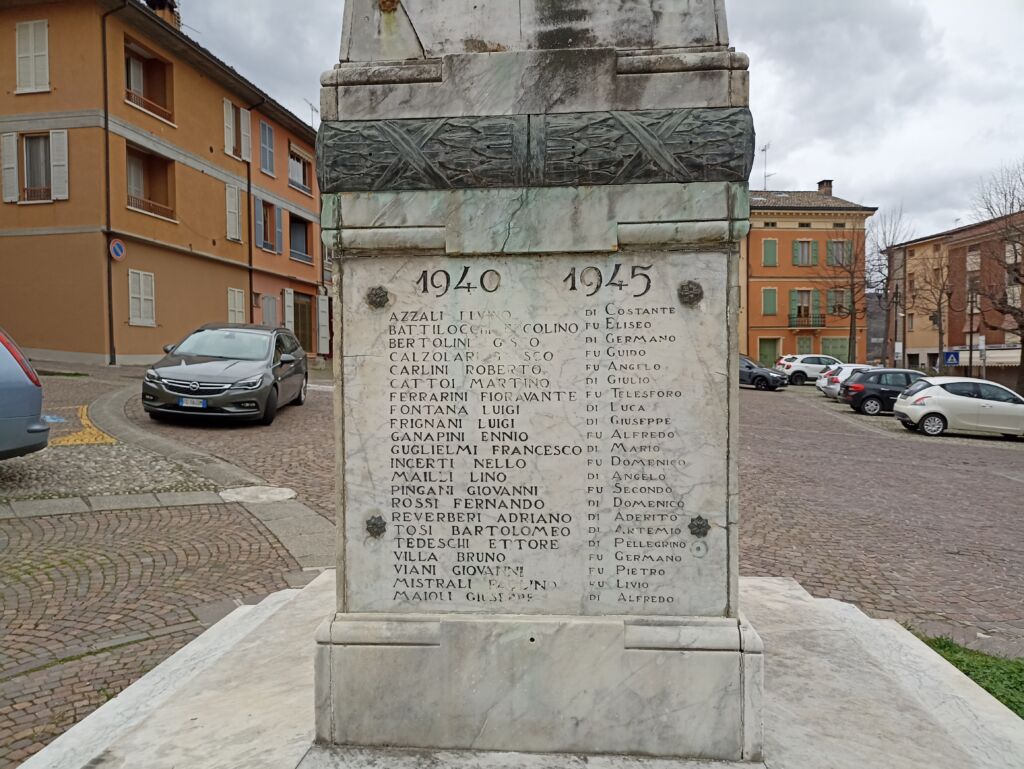 1940 1945
AZZALI di COSTANTE
BATTILOCCHI fu ELISEO
BERTOLINI di GERMANO
CALZOLARI fu GUIDO
CARLINI ROBERTO fu ANGELO
CATTOI MARTINO di GIULIO
FERRARINI FIORAVANTE fu TELESFORO
FONTANA LUIGI di LUCA
FRIGNANI LUIGI di GIUSEPPE
GANAPINI ENNIO fu ALFREDO
GUGLIELMI FRANCESCO di MARIO
INCERTI NELLO fu DOMENICO
MAILLI LINO di ANGELO
PINGANI GIOVANNI fu SECONDO
ROSSI FERNANDO di DOMENICO
REVERBERI ADRIANO di ADERITO
TOSI BARTOLOMEO di ARTEMIO
TEDESCHI ETTORE di PELLEGRINO
VILLA BRUNO fu GERMANO
VIANI GIOVANNI fu PIETRO
MISTRALI fu LIVIO
MAIOLI GIUSEPPE di ALFREDO